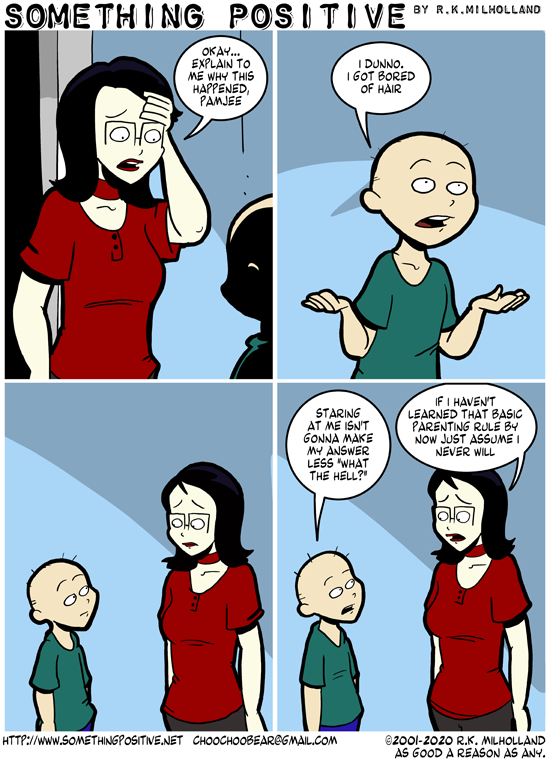 SOMETHING POSITIVE BY R.K.MILHOLLAND
OKAY...
EXPLAIN TO
ME WHY THIS
HAPPENED,
PAMJEE
I DUNNO.
I GOT BORED
OF HAIR
STARING
AT ME ISN'T
GONNA MAKE
MY ANSWER
LESS "WHAT
THE HELL?"
IF I HAVEN'T
LEARNED THAT BASIC
PARENTING RULE BY
NOW JUST ASSUME I
NEVER WILL
HTTP://WWW.SOMETHINGPOSITIVE.NET CHOOCHOOBEAR@GMAIL.COM
©2001-2020 R.K. MILHOLLAND
AS GOOD A REASON AS ANY.